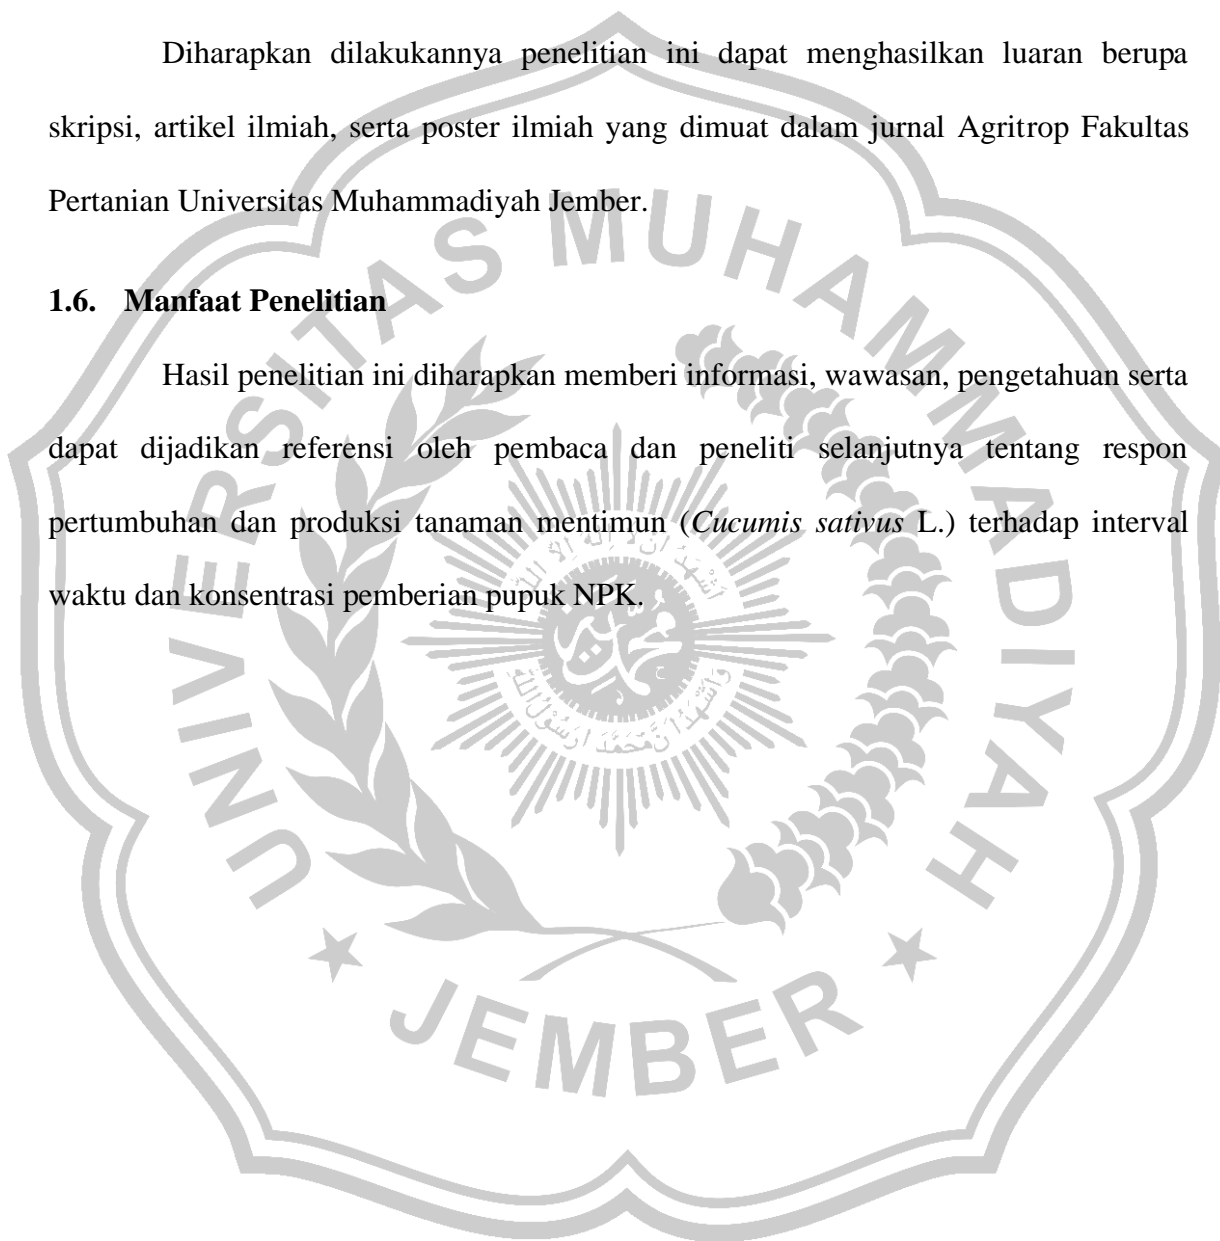 Diharapkan dilakukannya penelitian ini dapat menghasilkan luaran berupa
skripsi, artikel ilmiah, serta poster ilmiah yang dimuat dalam jurnal Agritrop Fakultas
Pertanian Universitas Muhammadiyah Jember.
1.6. Manfaat Penelitian
Hasil penelitian ini diharapkan memberi informasi, wawasan, pengetahuan serta
dapat dijadikan referensi oleh pembaca dan peneliti selanjutnya tentang respon
pertumbuhan dan produksi tanaman mentimun (Cucumis sativus L.) terhadap interval
waktu dan konsentrasi pemberian pupuk NPK.
UNIVERSITAS MUHAMMADIYAH
JEMBER